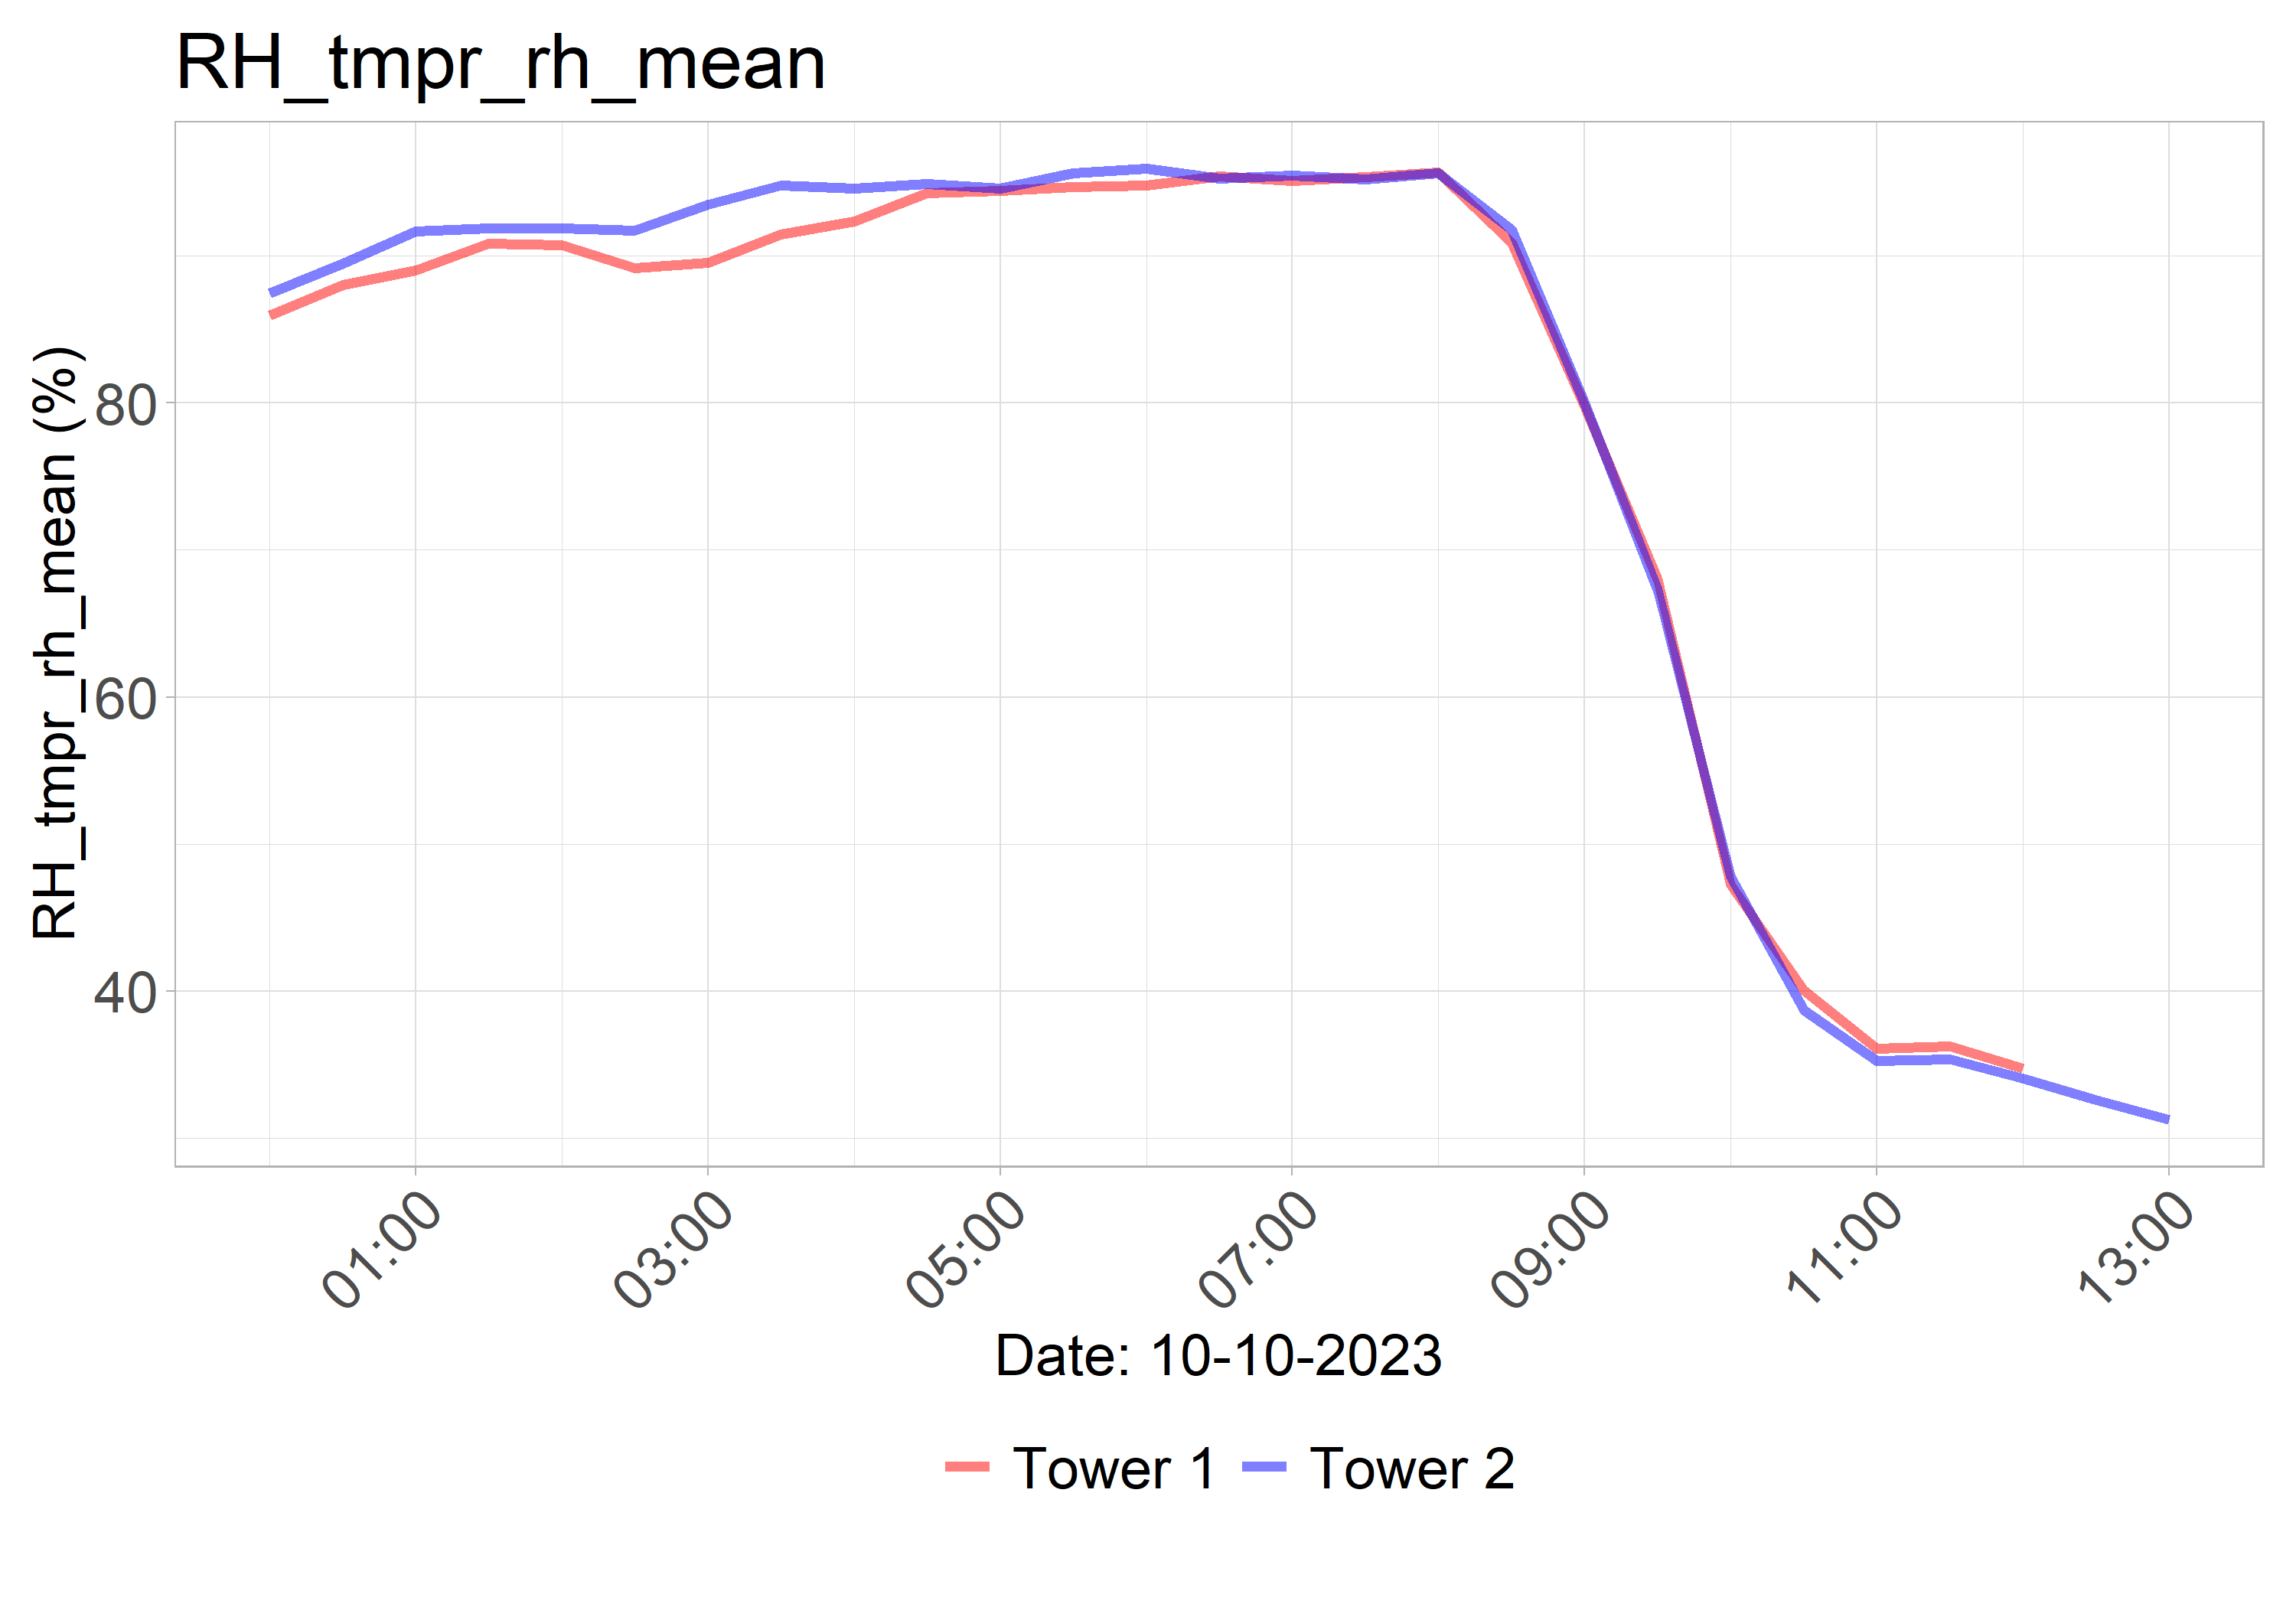 RH_tmpr_rh_mean
RH_tmpr_rh_mean (%)
80
60
40
01:00
03:00
05:00
07:00
09:00
11:00
13:00
Date: 10-10-2023
Tower 1
Tower 2